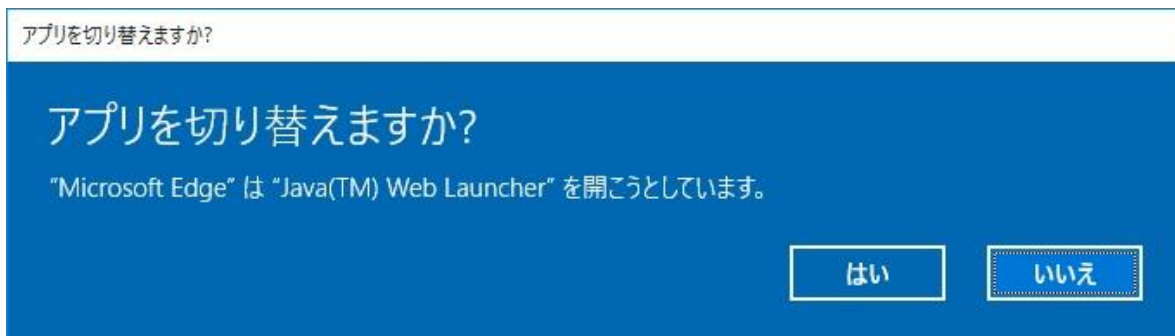 アプリを切り替えますか?
アプリを切り替えますか?
"Microsoft Edge" は "Java(TM) Web Launcher" を開こうとしています。
はい いいえ